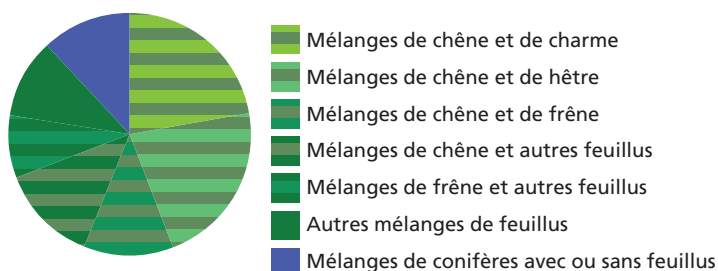 Mélanges de chêne et de charme
Mélanges de chêne et de hêtre
Mélanges de chêne et de frêne
Mélanges de chêne et autres feuillus
Mélanges de frêne et autres feuillus
Autres mélanges de feuillus
Mélanges de conifères avec ou sans feuillus